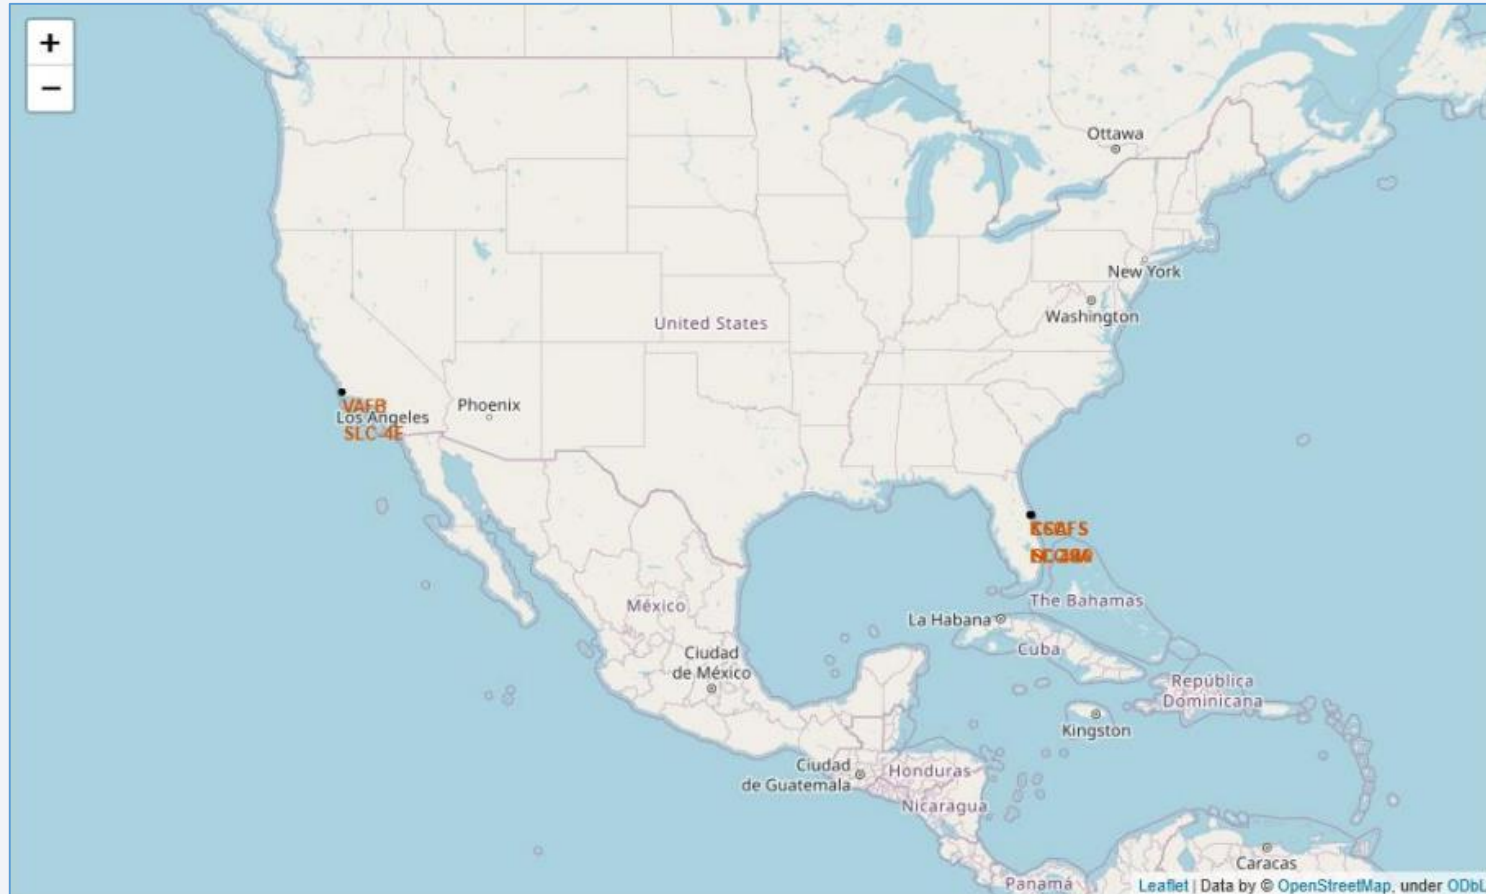 +
−
Ottawa
New York
Washington
United States
VAFB
Los Angeles
SLC-4E
Phoenix
The Bahamas
La Habana
México
Cuba
Ciudad
de México
República
Dominicana
Kingston
Ciudad
de Guatemala
Honduras
Nicaragua
Caracas
Panamá
Leaflet | Data by © OpenStreetMap, under ODbL